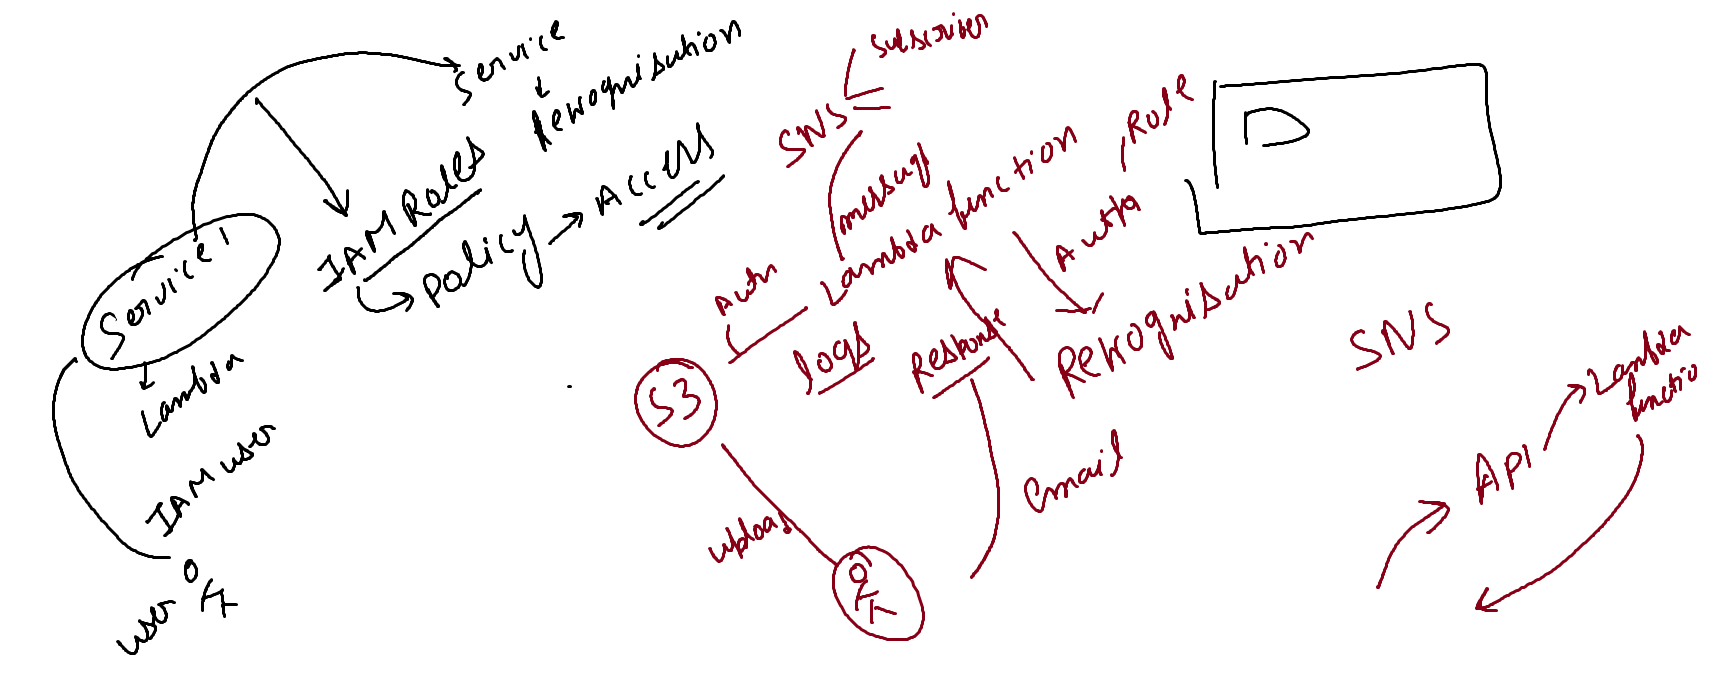 Service
Rekognisation
IAM Roles
Policy → Access
Service 1
Lambda
IAM user
user
Subscriber
SNS
message
Lambda function
Auth
Role
Auth
Rekognisation
logs
Response
S3
upload
Email
D
SNS
API
Lambda
functio